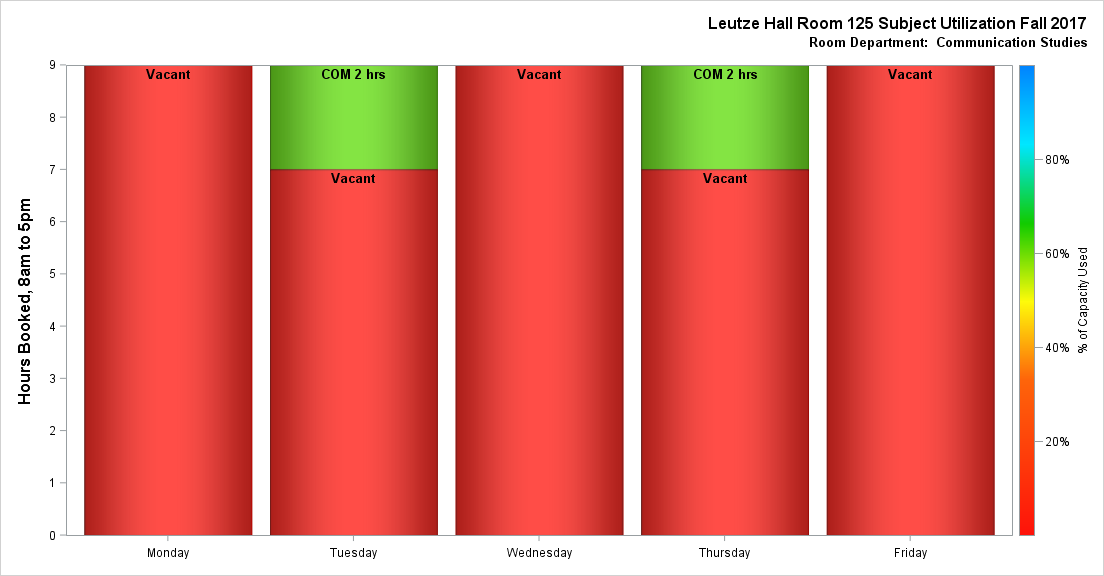 Leutze Hall Room 125 Subject Utilization Fall 2017
Room Department:  Communication Studies
Hours Booked, 8am to 5pm
9
8
7
6
5
4
3
2
1
0
Vacant
COM 2 hrs
Vacant
Vacant
COM 2 hrs
Vacant
Vacant
Monday
Tuesday
Wednesday
Thursday
Friday
80%
60%
40%
20%
% of Capacity Used